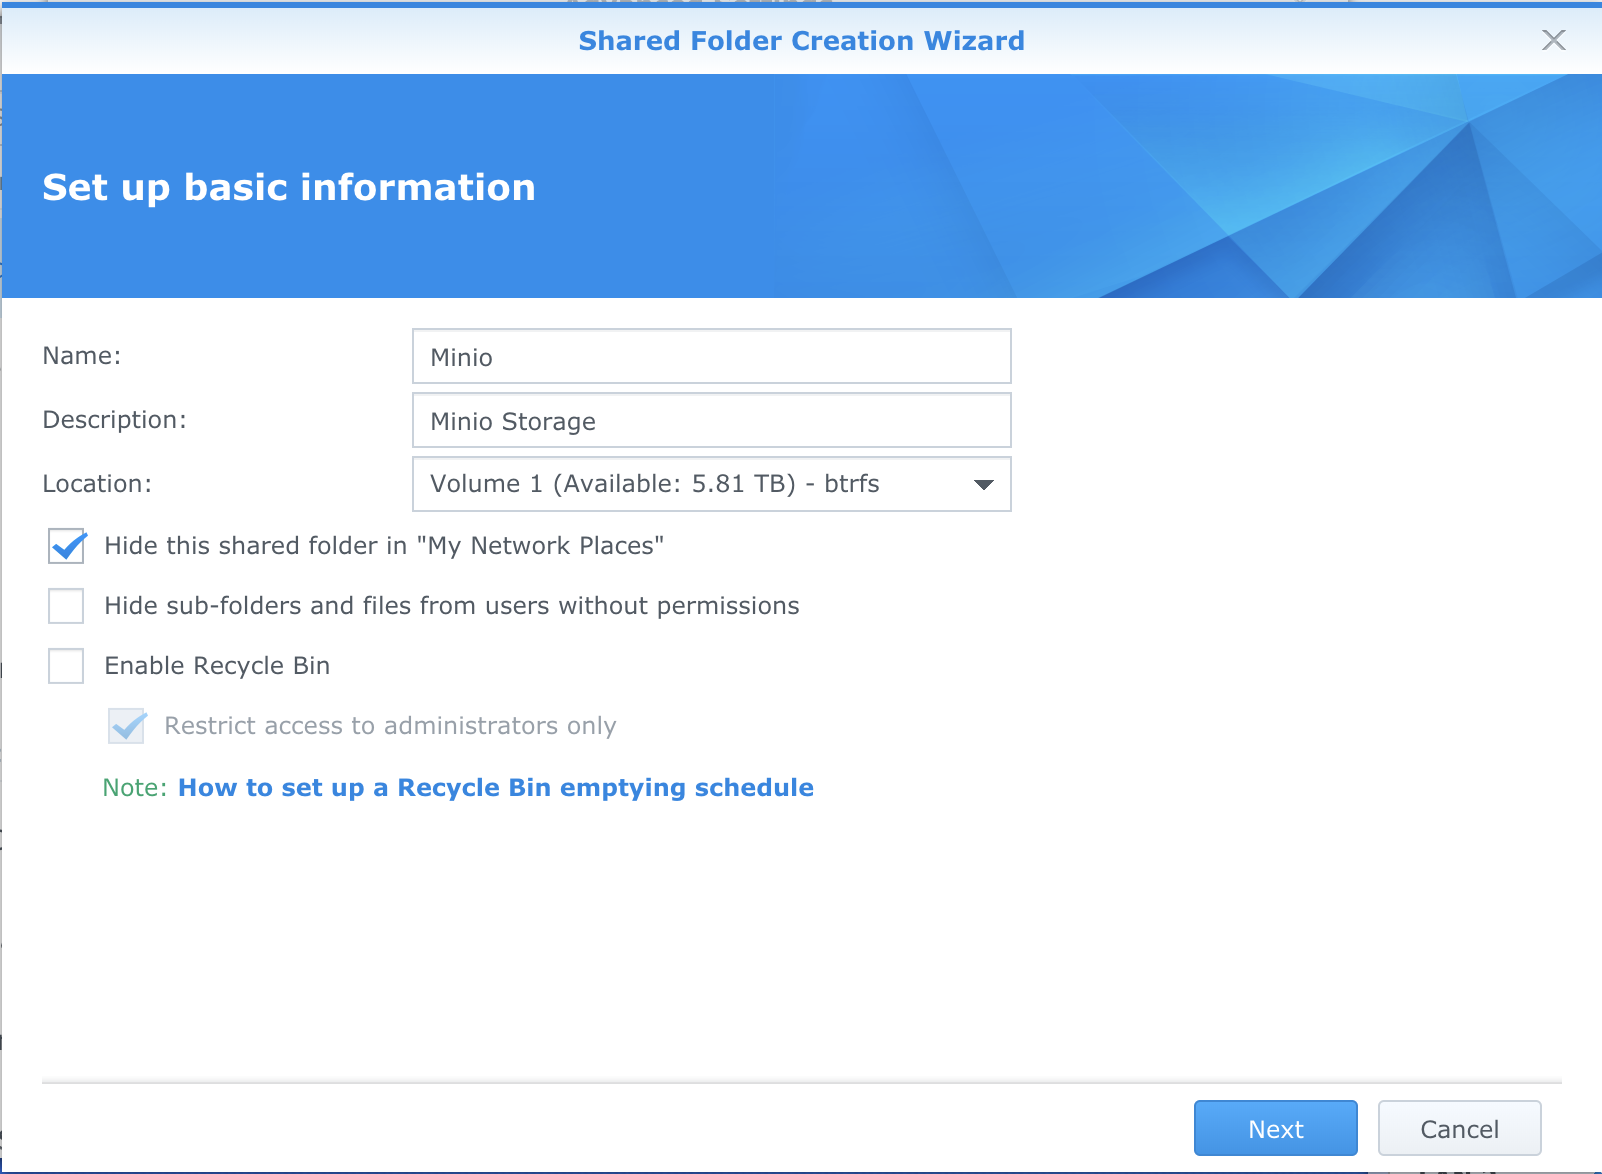 Shared Folder Creation Wizard
Set up basic information
Name:
Minio
Description:
Minio Storage
Location:
Volume 1 (Available: 5.81 TB) - btrfs
Hide this shared folder in "My Network Places"
Hide sub-folders and files from users without permissions
Enable Recycle Bin
Restrict access to administrators only
Note: How to set up a Recycle Bin emptying schedule
Next
Cancel